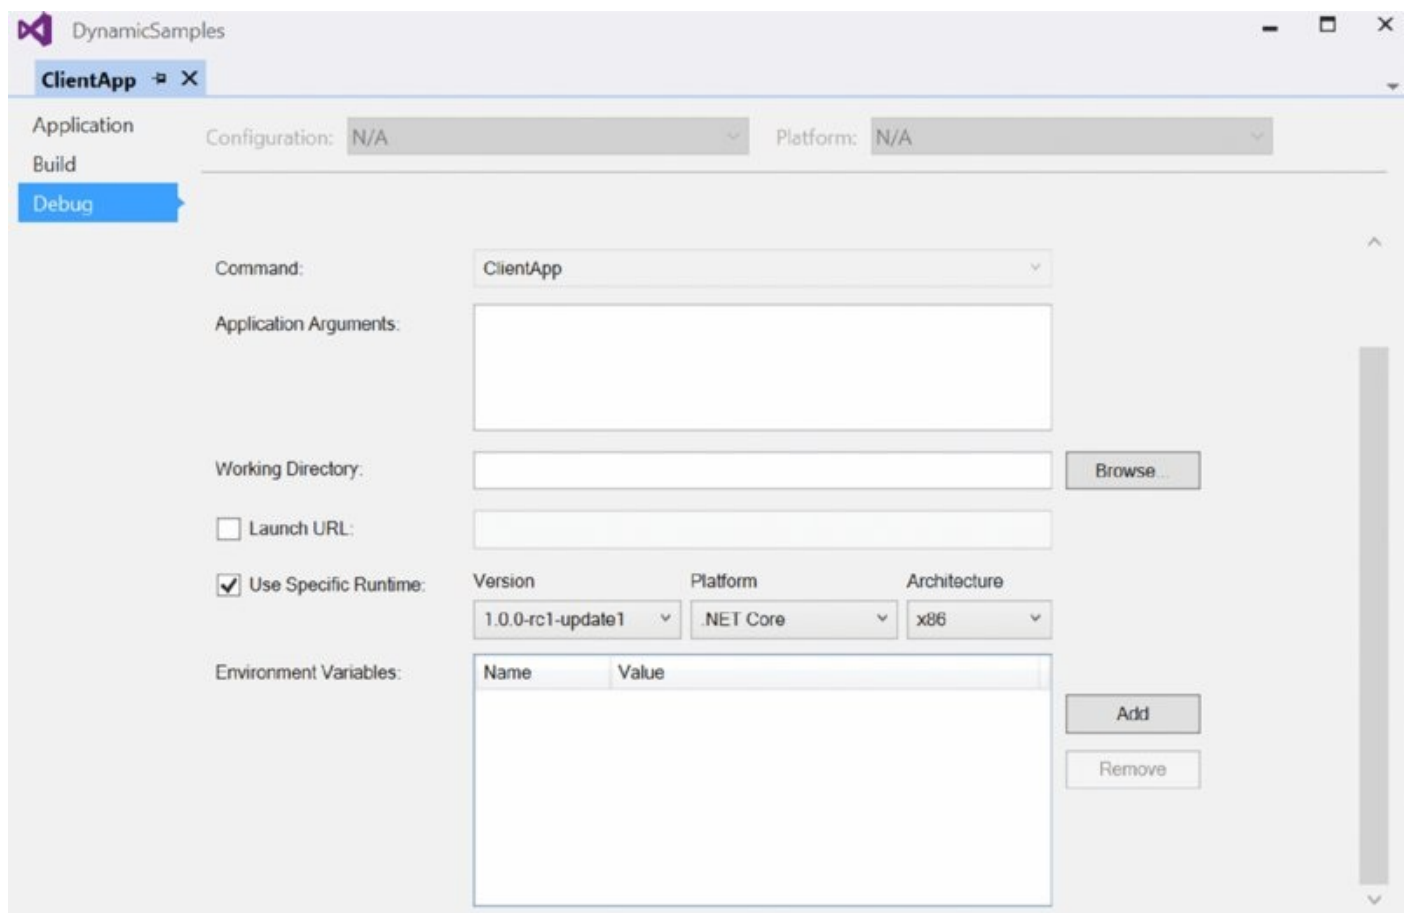 DynamicSamples
ClientApp
Application
Build
Debug
Configuration: N/A Platform: N/A
Command: ClientApp
Application Arguments:
Working Directory: Browse...
Launch URL:
Use Specific Runtime: Version Platform Architecture
1.0.0-rc1-update1 .NET Core x86
Environment Variables: Name Value
Add
Remove